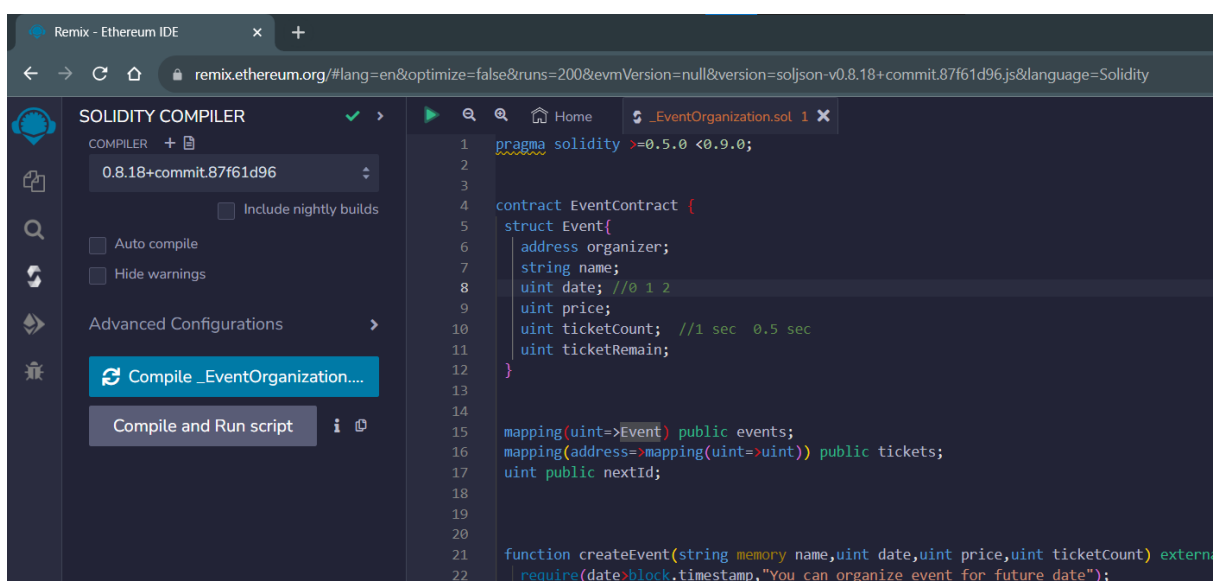 Remix - Ethereum IDE
remix.ethereum.org/#lang=en&optimize=false&runs=200&evmVersion=null&version=soljson-v0.8.18+commit.87f61d96.js&language=Solidity
SOLIDITY COMPILER
COMPILER
0.8.18+commit.87f61d96
Include nightly builds
Auto compile
Hide warnings
Advanced Configurations
Compile _EventOrganization....
Compile and Run script
Home
_EventOrganization.sol 1
1 pragma solidity >=0.5.0 <0.9.0;
2
3
4 contract EventContract {
5 struct Event{
6 address organizer;
7 string name;
8 uint date; //0 1 2
9 uint price;
10 uint ticketCount; //1 sec 0.5 sec
11 uint ticketRemain;
12 }
13
14
15 mapping(uint=>Event) public events;
16 mapping(address=>mapping(uint=>uint)) public tickets;
17 uint public nextId;
18
19
20
21 function createEvent(string memory name,uint date,uint price,uint ticketCount) externa
22 require(date>block.timestamp,"You can organize event for future date");